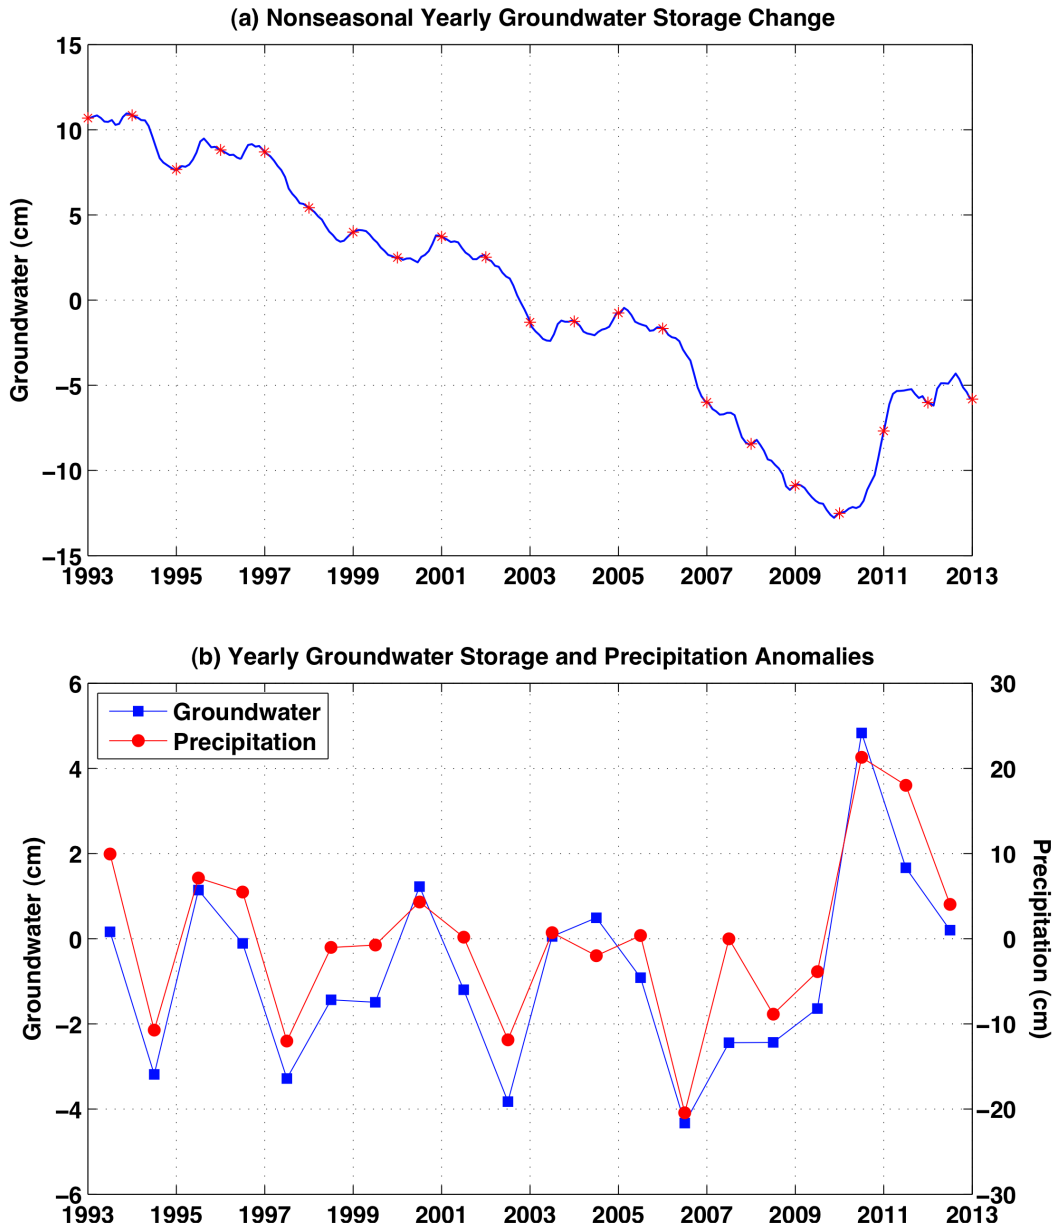 (a) Nonseasonal Yearly Groundwater Storage Change
Groundwater (cm)
15
10
5
0
−5
−10
−15
1993 1995 1997 1999 2001 2003 2005 2007 2009 2011 2013
(b) Yearly Groundwater Storage and Precipitation Anomalies
Groundwater (cm)
6
4
2
0
−2
−4
−6
Groundwater
Precipitation
30
20
10
0
−10
−20
−30
Precipitation (cm)
1993 1995 1997 1999 2001 2003 2005 2007 2009 2011 2013